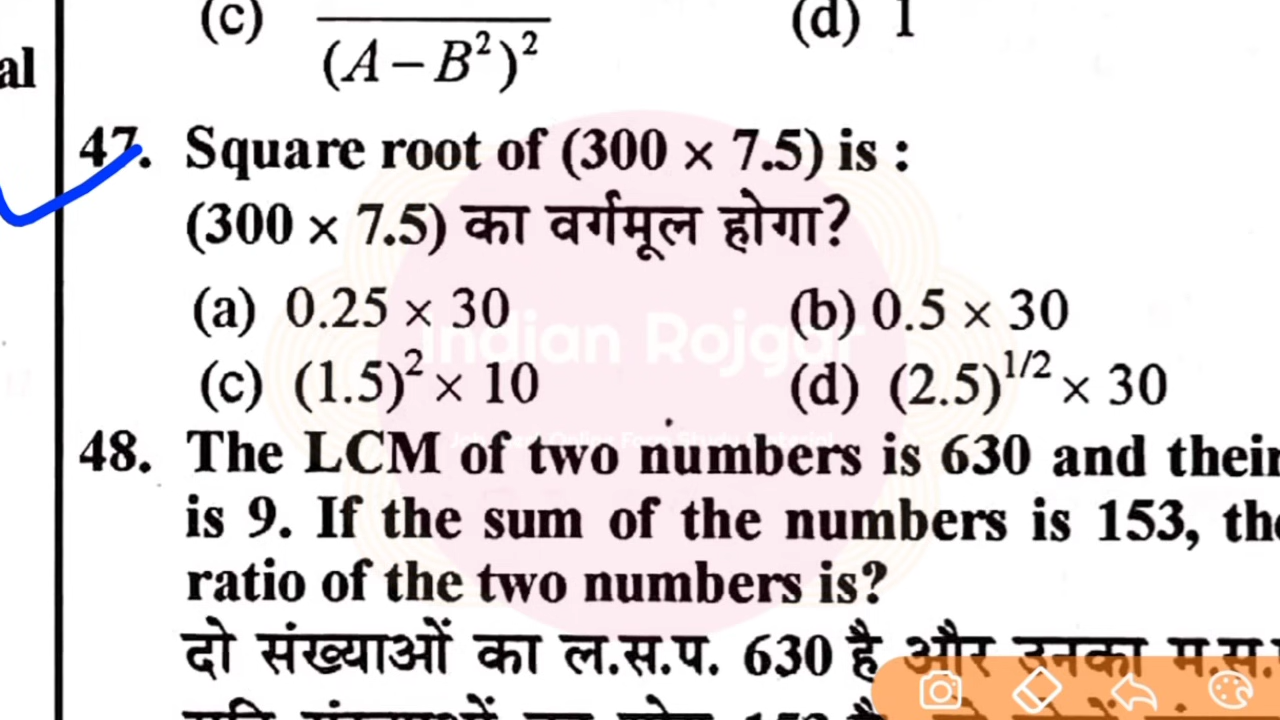 (c) (A – B²)² (d) 1
al
47. Square root of (300 × 7.5) is :
(300 × 7.5) का वर्गमूल होगा?
(a) 0.25 × 30 (b) 0.5 × 30
(c) (1.5)² × 10 (d) (2.5)^1/2 × 30
48. The LCM of two numbers is 630 and their
is 9. If the sum of the numbers is 153, the
ratio of the two numbers is?
दो संख्याओं का ल.स.प. 630 है और उनका म.स.
Indian Rojgar